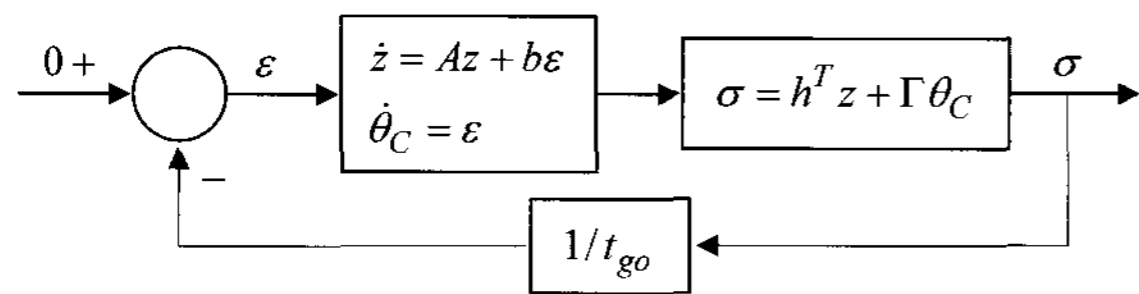 0 +
ε
ż = Az + bε
θ̇_C = ε
σ = h^T z + Γθ_C
σ
−
1/t_go